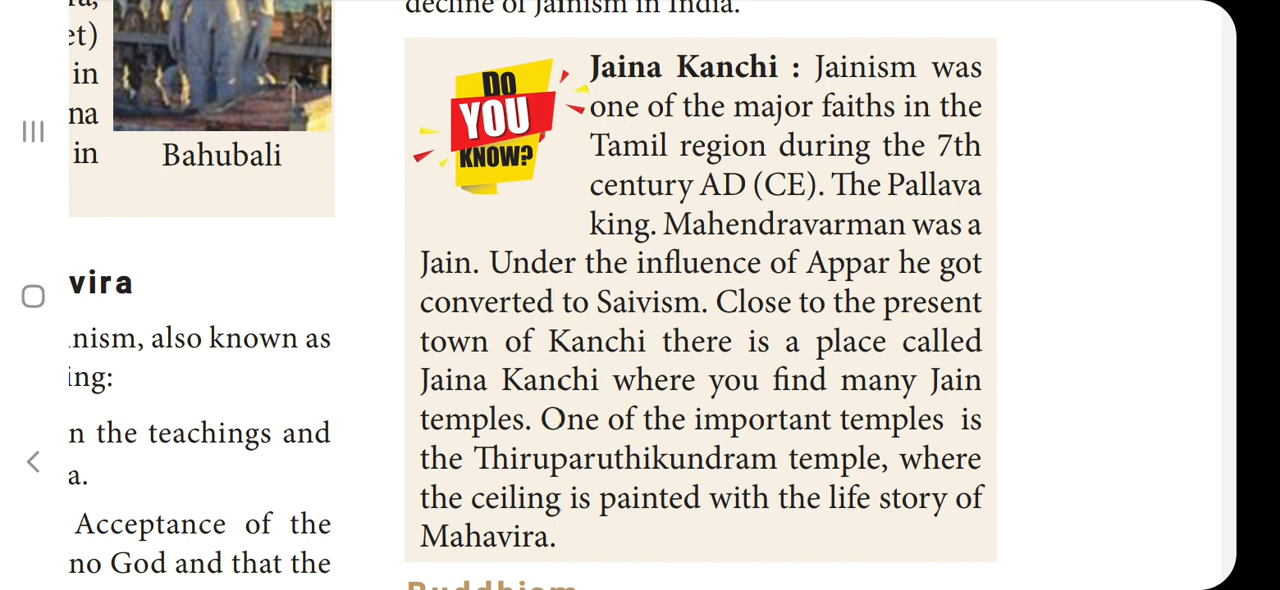 ra,
et)
in
na
in
Bahubali
vira
inism, also known as
ing:
n the teachings and
a.
Acceptance of the
no God and that the
decline of Jainism in India.
DO
YOU
KNOW?
Jaina Kanchi : Jainism was
one of the major faiths in the
Tamil region during the 7th
century AD (CE). The Pallava
king. Mahendravarman was a
Jain. Under the influence of Appar he got
converted to Saivism. Close to the present
town of Kanchi there is a place called
Jaina Kanchi where you find many Jain
temples. One of the important temples is
the Thiruparuthikundram temple, where
the ceiling is painted with the life story of
Mahavira.
Buddhism